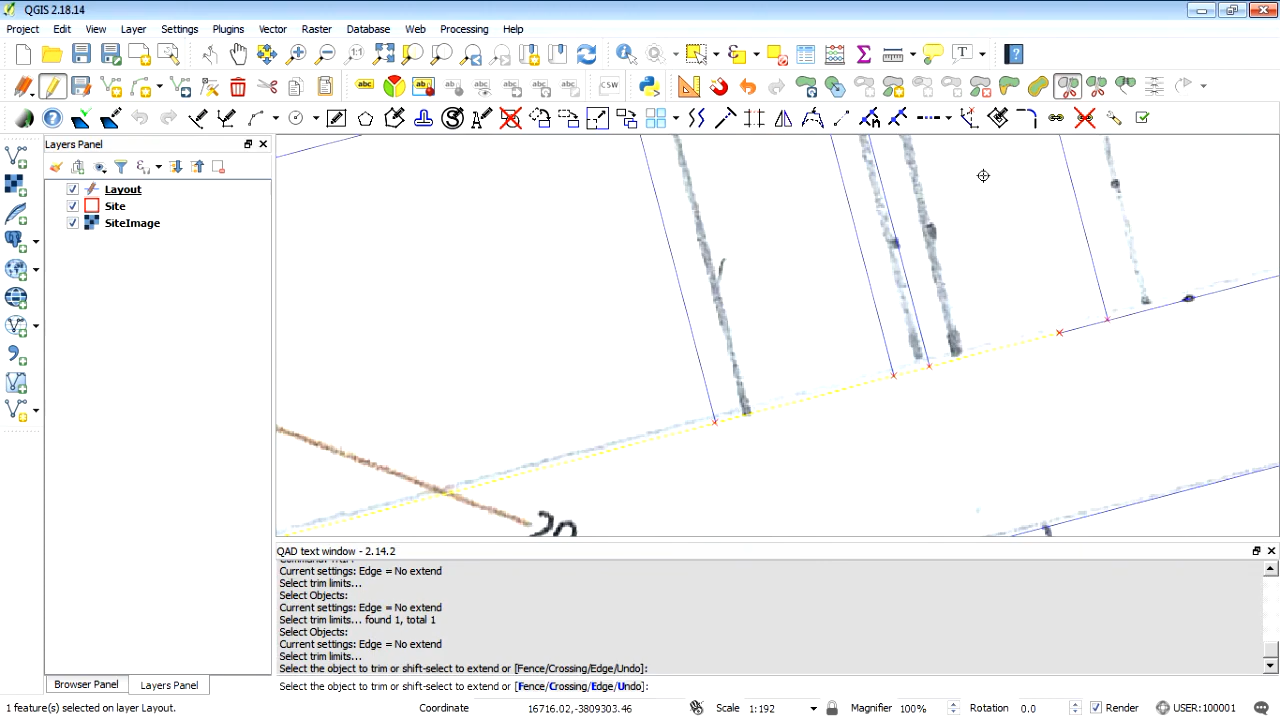 QGIS 2.18.14
Project Edit View Layer Settings Plugins Vector Raster Database Web Processing Help
Layers Panel
Layout
Site
SiteImage
20
QAD text window - 2.14.2
Current settings: Edge = No extend
Select trim limits...
Select Objects:
Current settings: Edge = No extend
Select trim limits... found 1, total 1
Select Objects:
Current settings: Edge = No extend
Select trim limits...
Select the object to trim or shift-select to extend or [Fence/Crossing/Edge/Undo]:
Select the object to trim or shift-select to extend or [Fence/Crossing/Edge/Undo]:
Browser Panel Layers Panel
1 feature(s) selected on layer Layout. Coordinate 16716.02,-3809303.46 Scale 1:192 Magnifier 100% Rotation 0.0 Render USER:100001